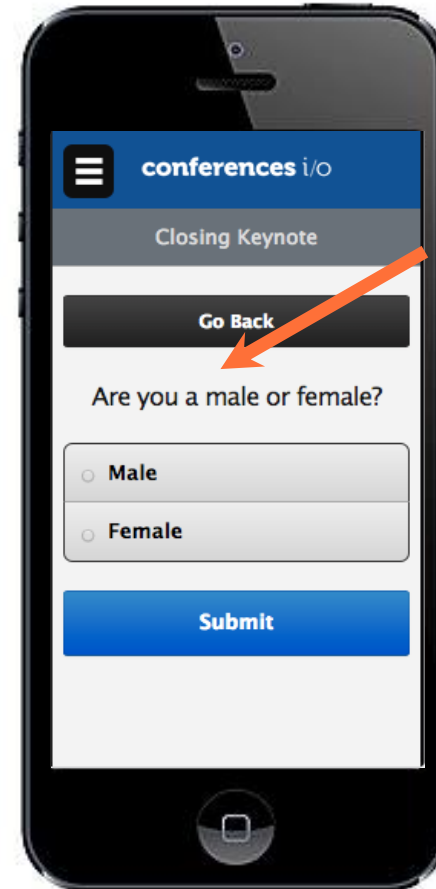 conferences i/o
Closing Keynote
Go Back
Are you a male or female?
Male
Female
Submit